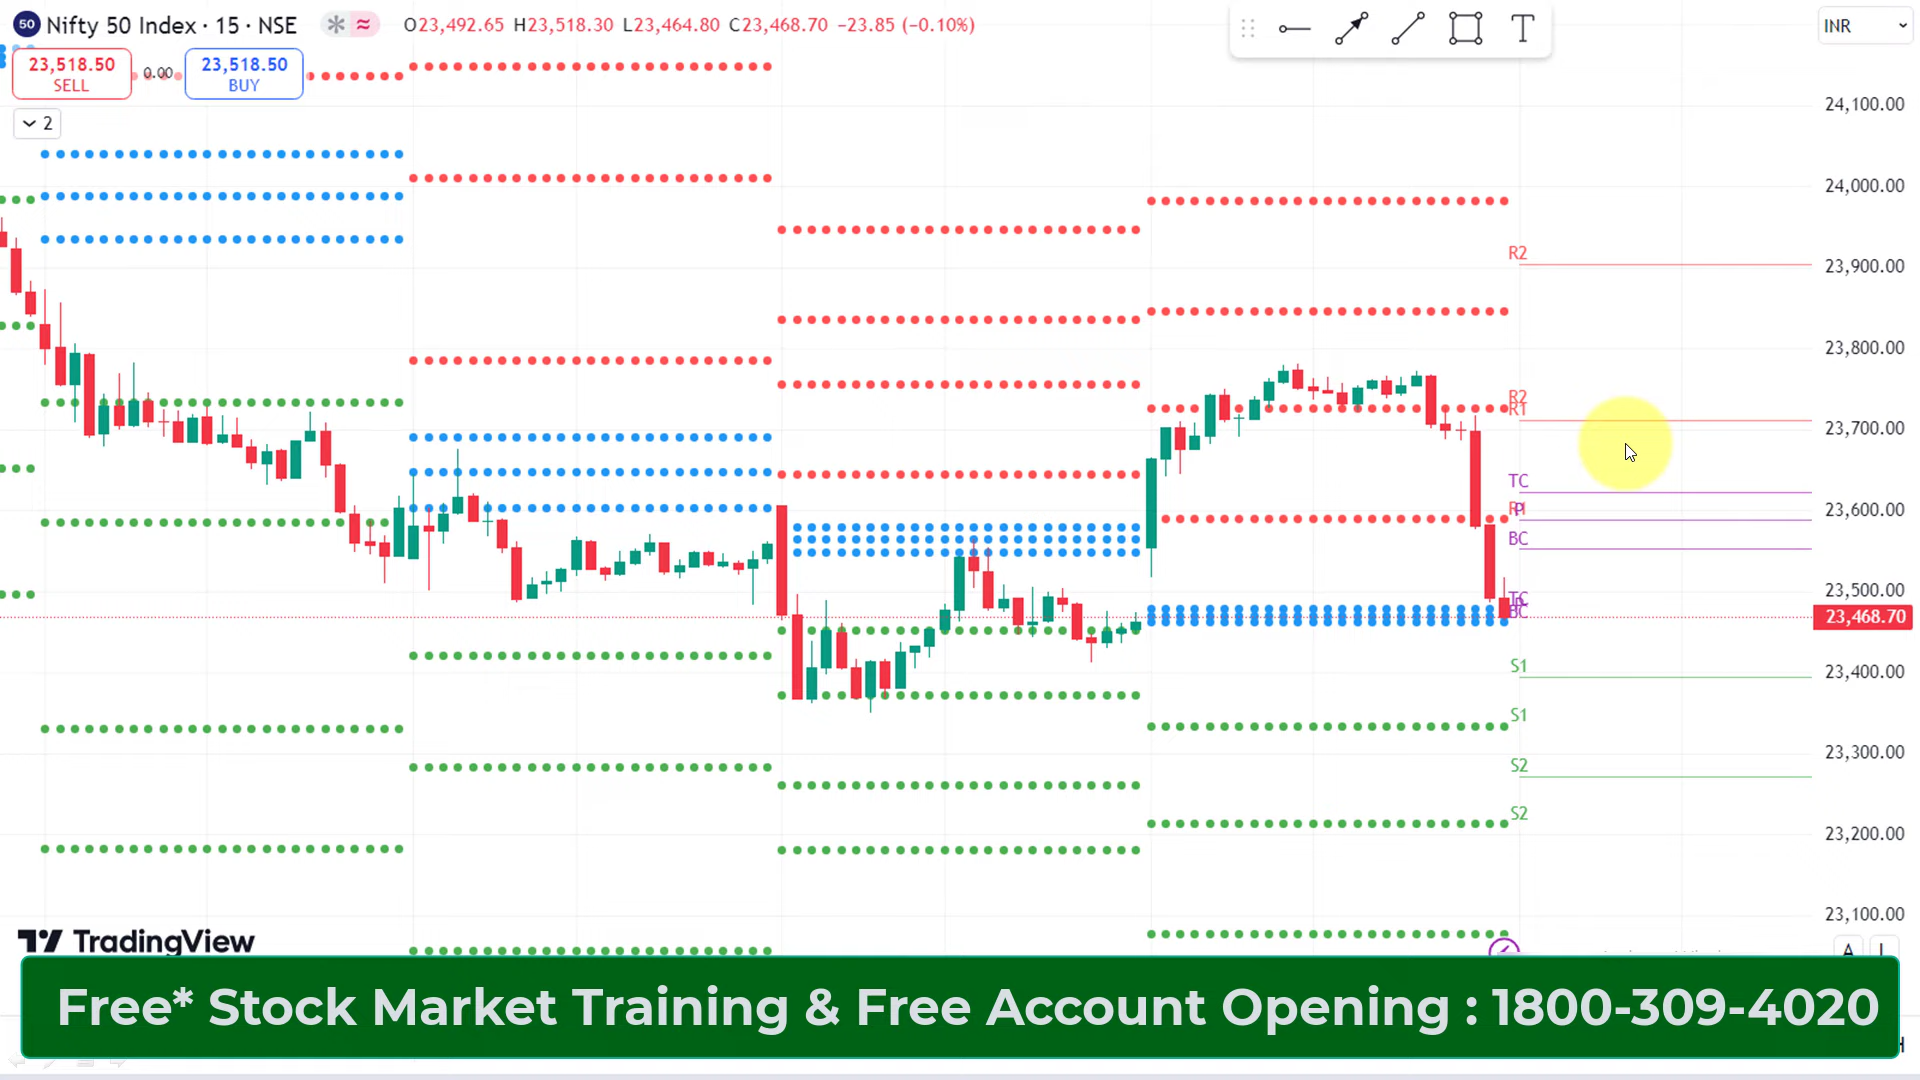 50 Nifty 50 Index · 15 · NSE
O23,492.65 H23,518.30 L23,464.80 C23,468.70 −23.85 (−0.10%)
T
INR
23,518.50
SELL
0.00
23,518.50
BUY
2
24,100.00
24,000.00
R2
23,900.00
23,800.00
R2
R1
23,700.00
TC
R1
P
23,600.00
BC
23,500.00
TC
BC
23,468.70
S1
23,400.00
S1
S2
23,300.00
S2
23,200.00
23,100.00
TradingView
A L
Free* Stock Market Training & Free Account Opening : 1800-309-4020